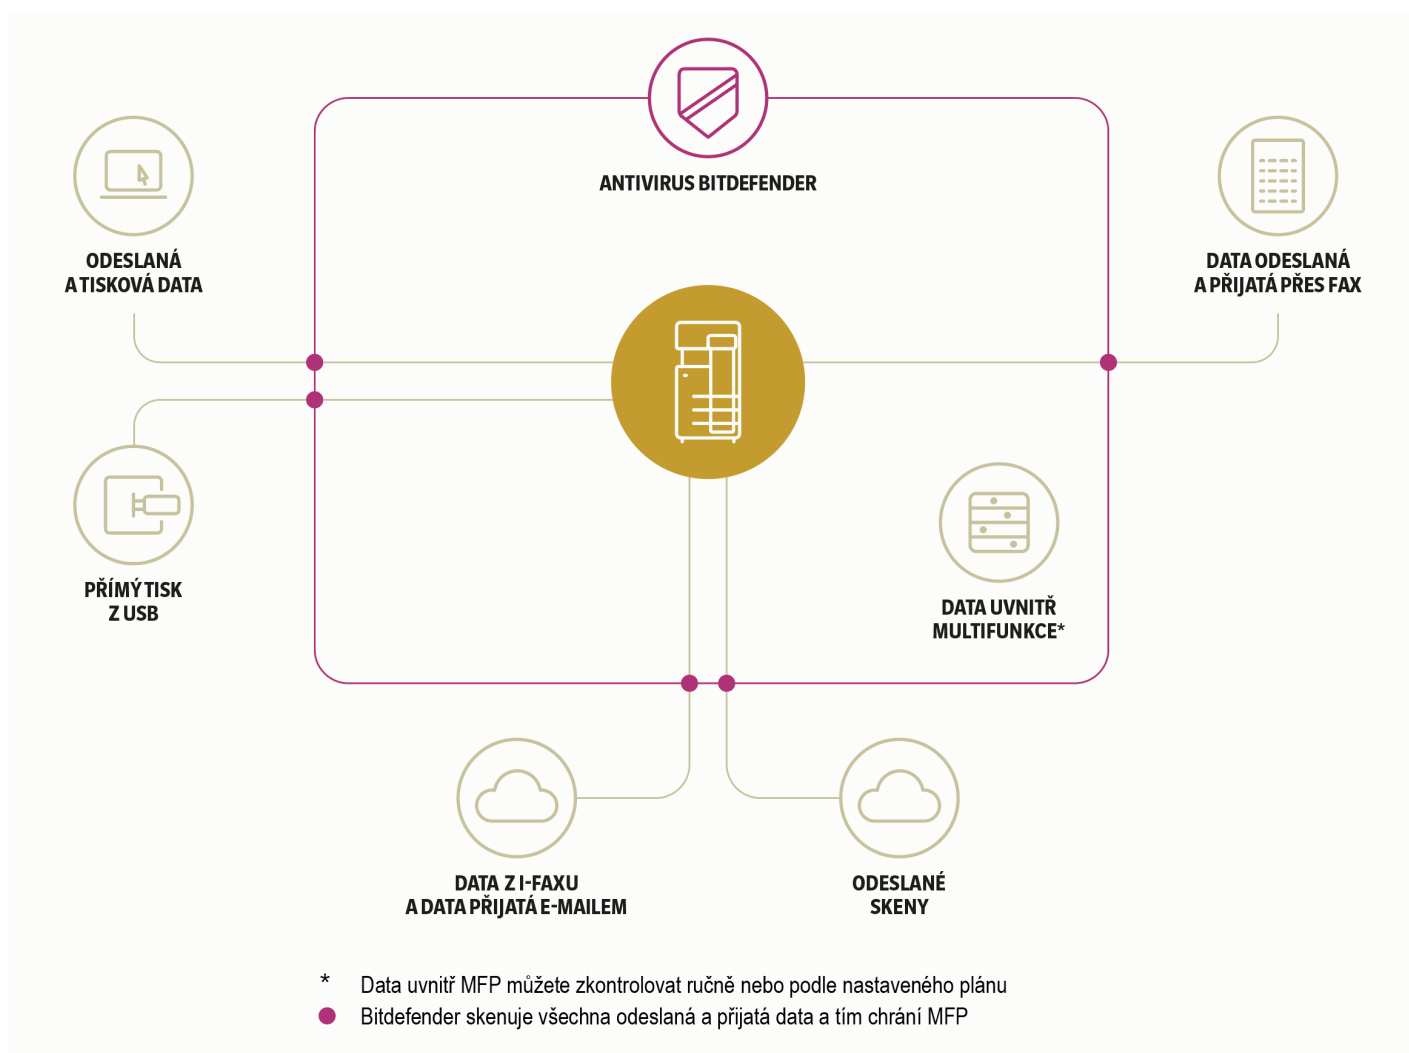 ANTIVIRUS BITDEFENDER
ODESLANÁ
A TISKOVÁ DATA
DATA ODESLANÁ
A PŘIJATÁ PŘES FAX
PŘÍMÝ TISK
Z USB
DATA UVNITŘ
MULTIFUNKCE*
DATA Z I-FAXU
A DATA PŘIJATÁ E-MAILEM
ODESLANÉ
SKENY
* Data uvnitř MFP můžete zkontrolovat ručně nebo podle nastaveného plánu
Bitdefender skenuje všechna odeslaná a přijatá data a tím chrání MFP